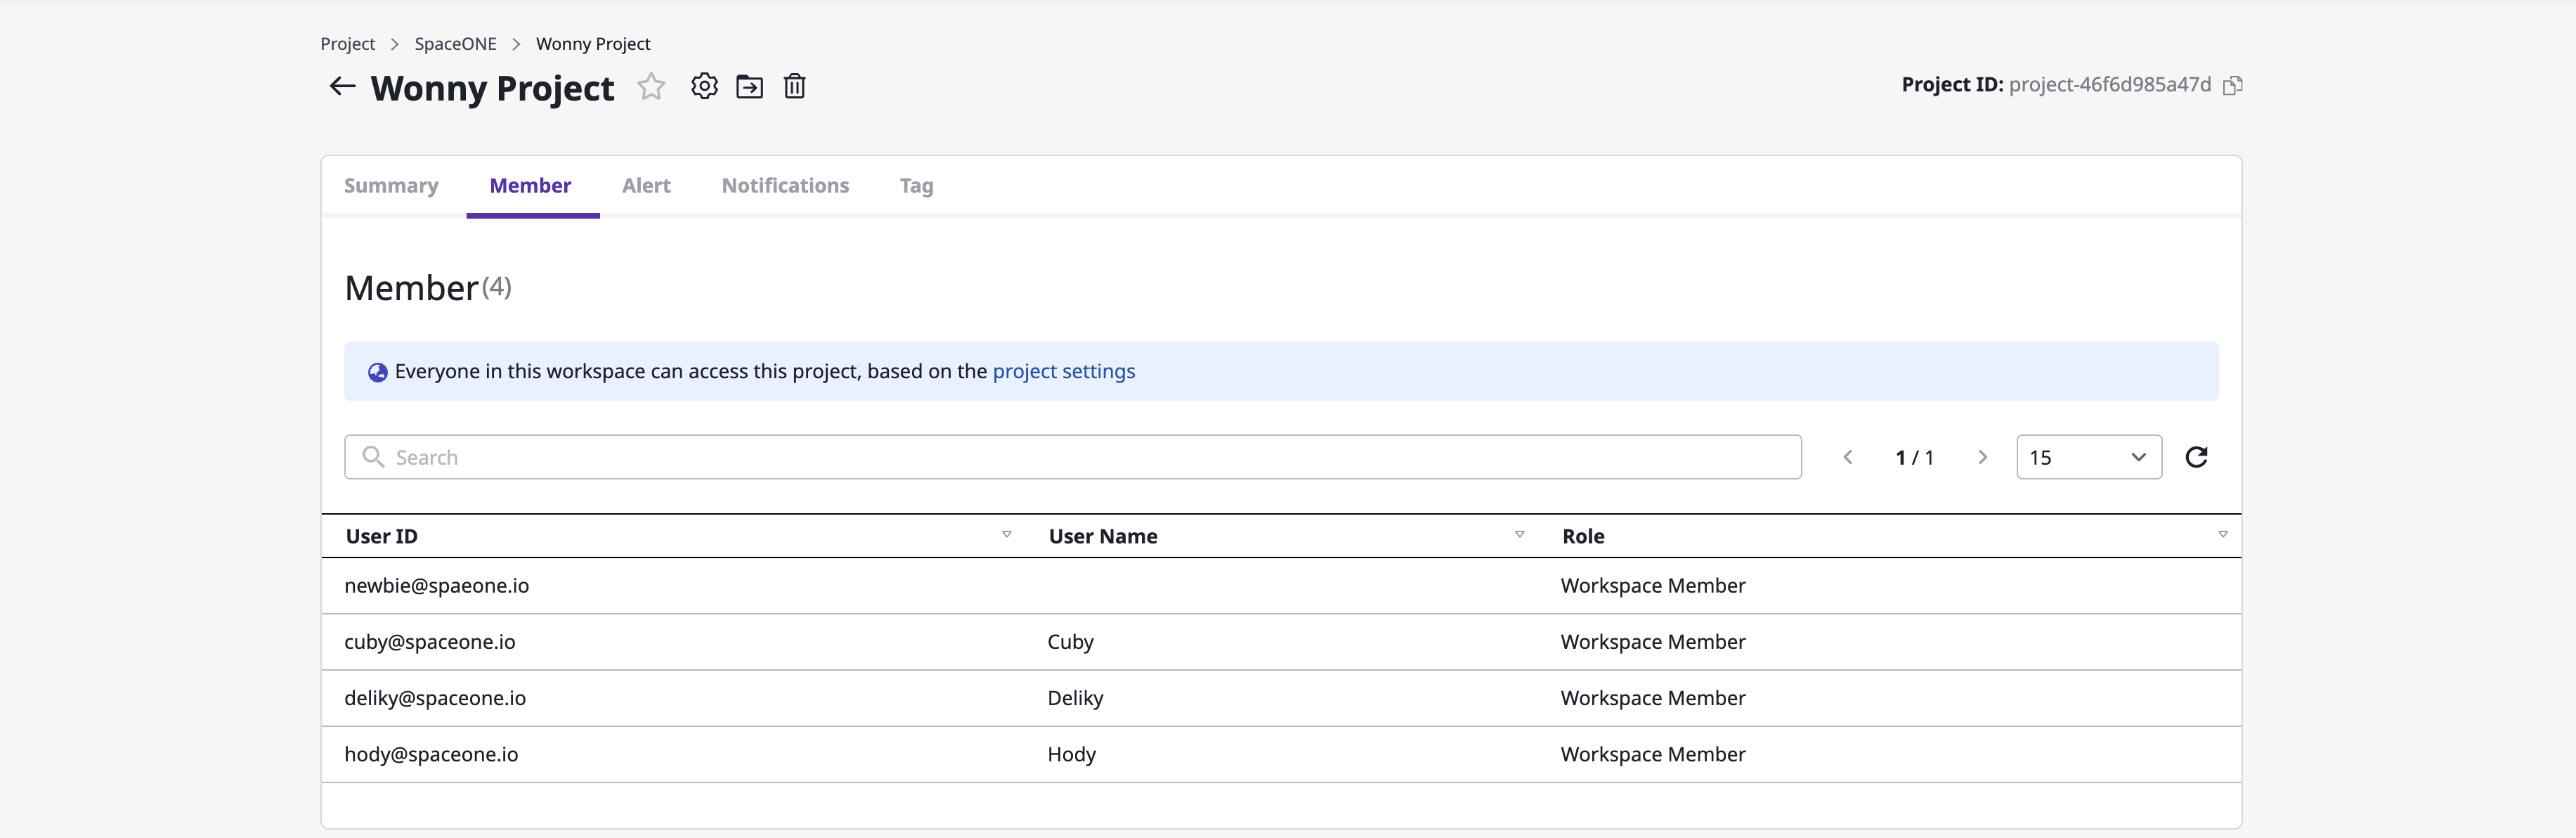 Project > SpaceONE > Wonny Project
Wonny Project
Project ID: project-46f6d985a47d
Summary Member Alert Notifications Tag
Member (4)
Everyone in this workspace can access this project, based on the project settings
Search
1 / 1
15
User ID User Name Role
newbie@spaeone.io Workspace Member
cuby@spaceone.io Cuby Workspace Member
deliky@spaceone.io Deliky Workspace Member
hody@spaceone.io Hody Workspace Member